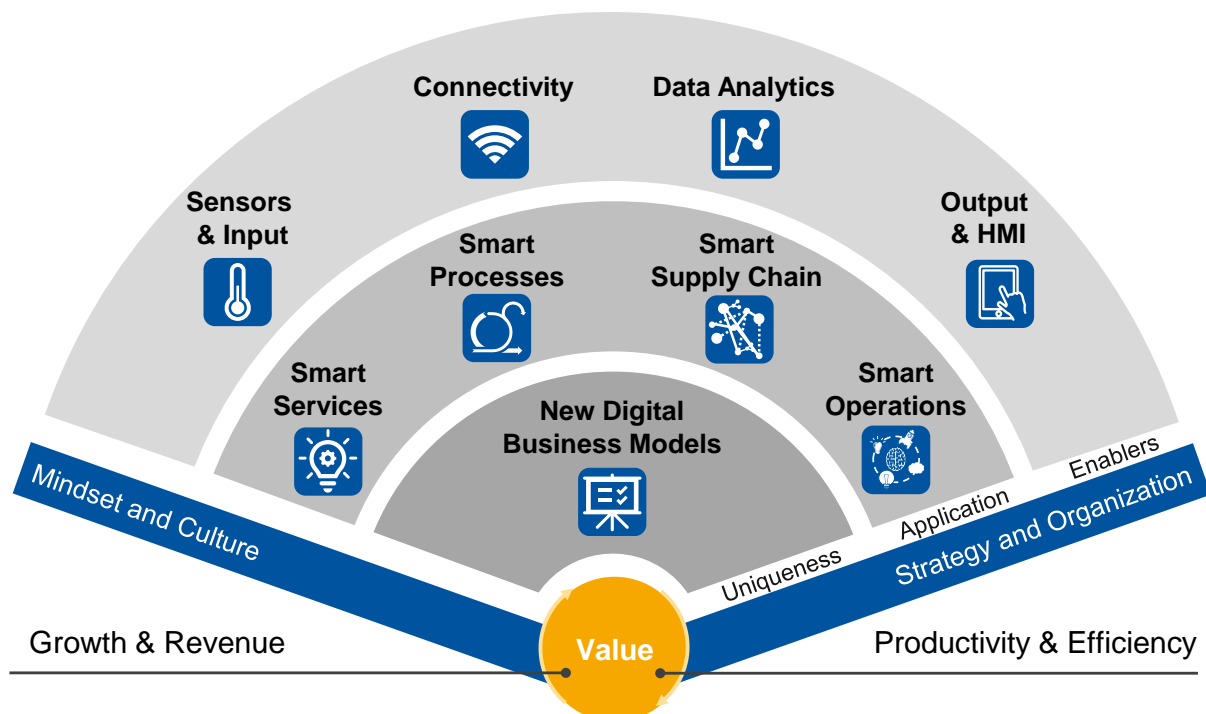 Connectivity
Data Analytics
Sensors
& Input
Output
& HMI
Smart
Processes
Smart
Supply Chain
Smart
Services
Smart
Operations
New Digital
Business Models
Mindset and Culture
Uniqueness
Application
Enablers
Strategy and Organization
Growth & Revenue
Value
Productivity & Efficiency